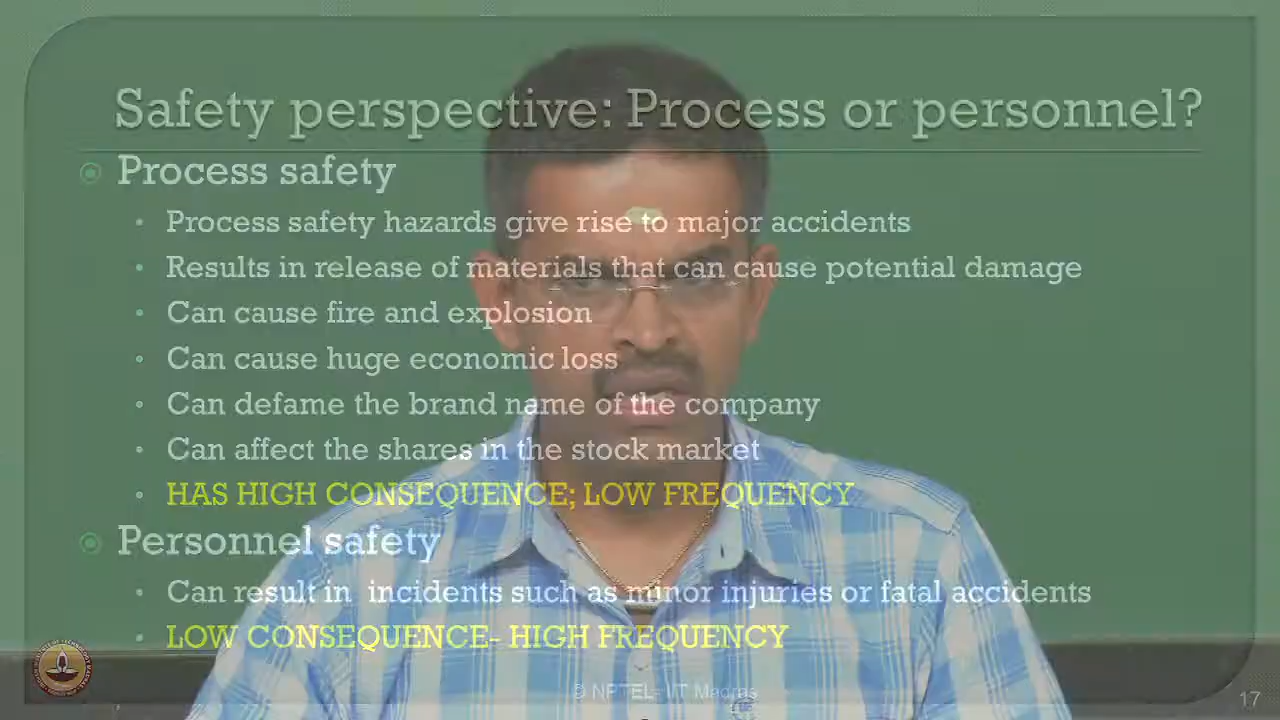 Safety perspective: Process or personnel?
Process safety
Process safety hazards give rise to major accidents
Results in release of materials that can cause potential damage
Can cause fire and explosion
Can cause huge economic loss
Can defame the brand name of the company
Can affect the shares in the stock market
HAS HIGH CONSEQUENCE; LOW FREQUENCY
Personnel safety
Can result in  incidents such as minor injuries or fatal accidents
LOW CONSEQUENCE- HIGH FREQUENCY
© NPTEL- IIT Madras
17